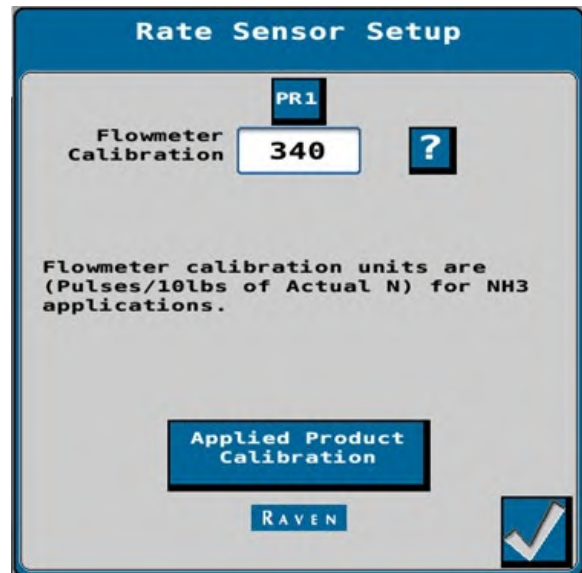 Rate Sensor Setup
PR1
Flowmeter
Calibration
340
?
Flowmeter calibration units are
(Pulses/10lbs of Actual N) for NH3
applications.
Applied Product
Calibration
RAVEN